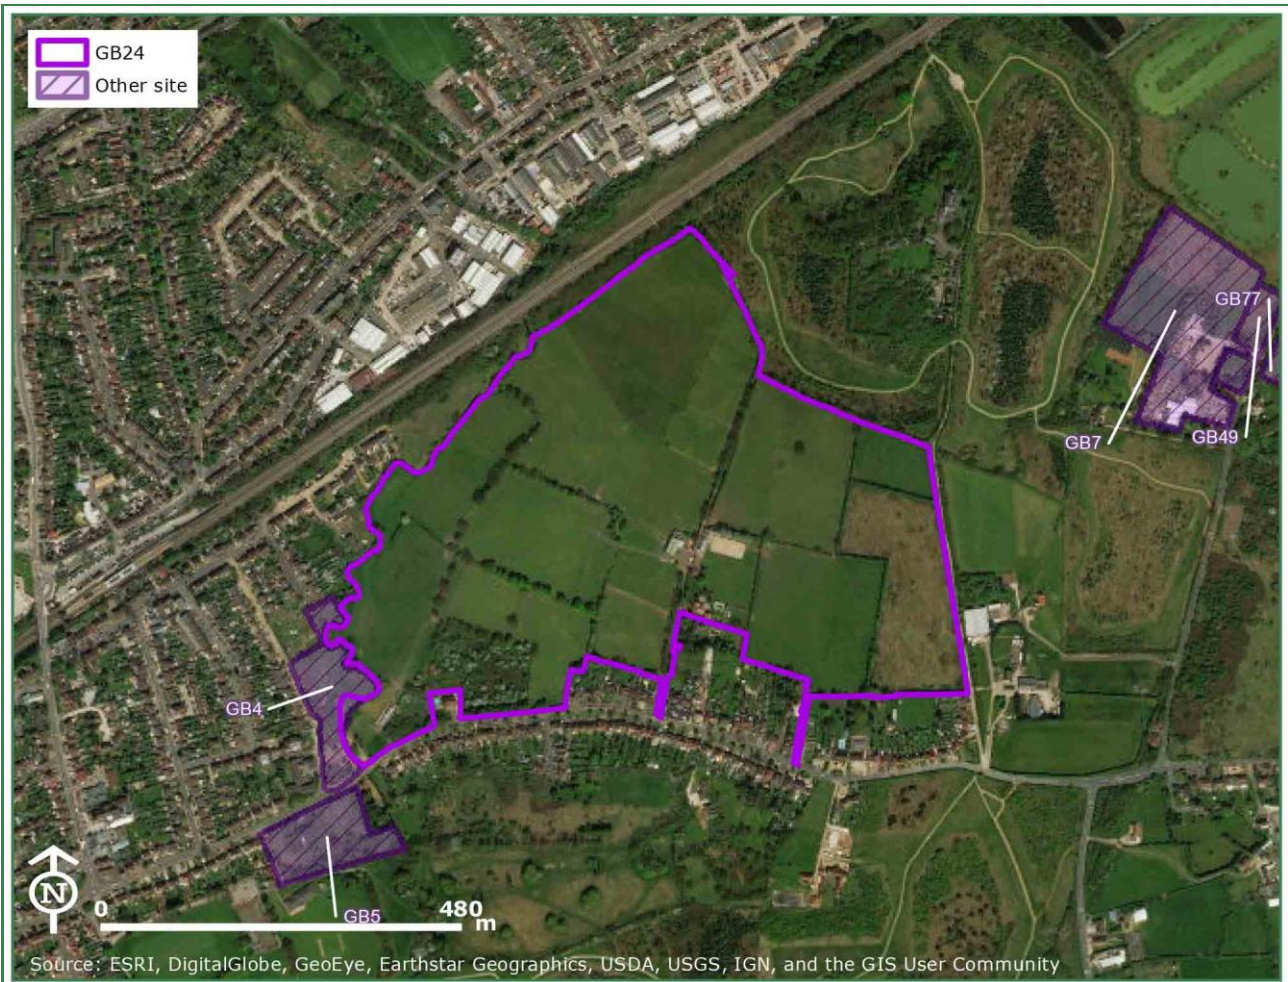 GB24
Other site
GB77
GB7
GB49
GB4
GB5
N
0
480
m
Source: ESRI, DigitalGlobe, GeoEye, Earthstar Geographics, USDA, USGS, IGN, and the GIS User Community